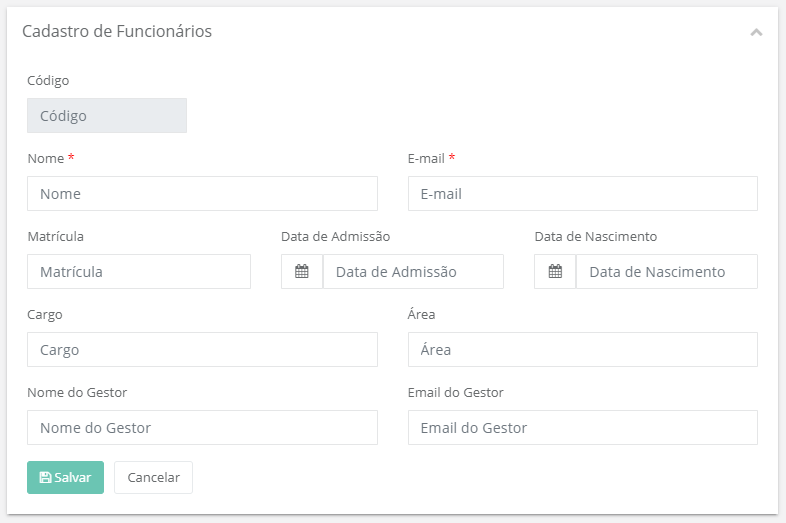 Cadastro de Funcionários
Código
Código
Nome * E-mail *
Nome E-mail
Matrícula Data de Admissão Data de Nascimento
Matrícula Data de Admissão Data de Nascimento
Cargo Área
Cargo Área
Nome do Gestor Email do Gestor
Nome do Gestor Email do Gestor
Salvar Cancelar